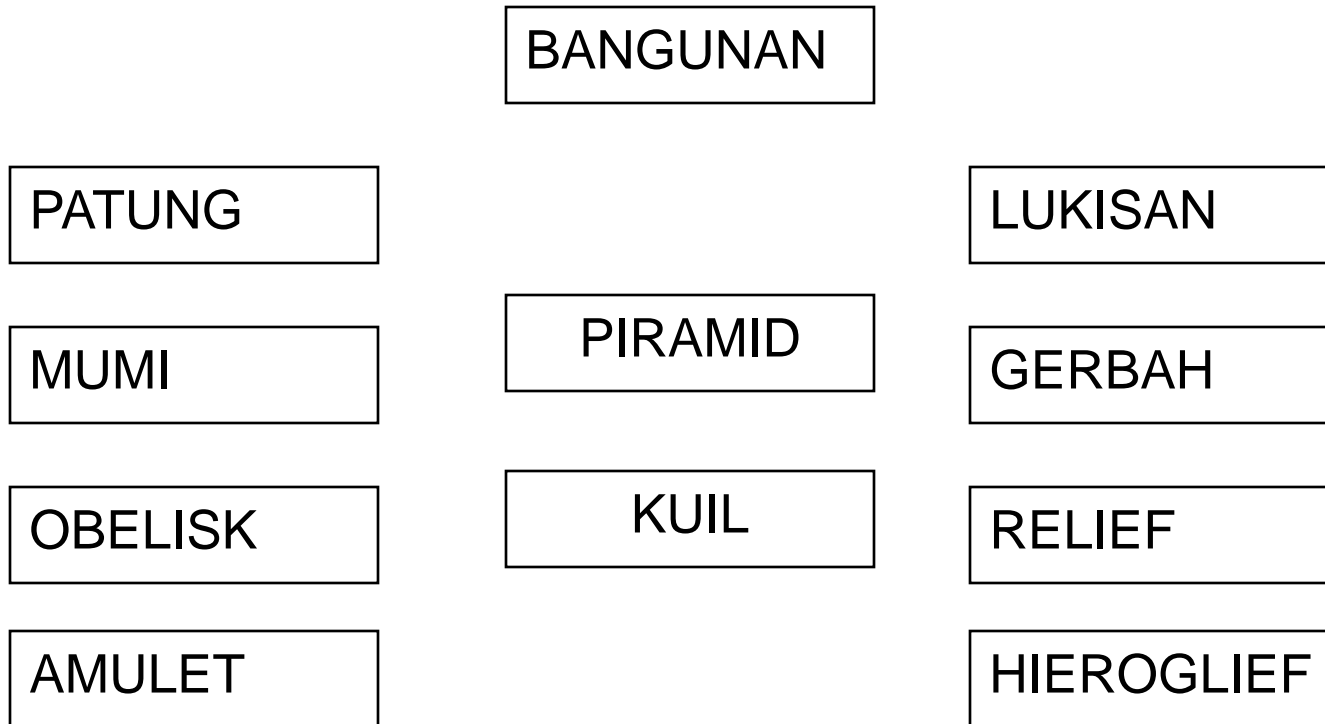 BANGUNAN
PATUNG
LUKISAN
PIRAMID
MUMI
GERBAH
KUIL
OBELISK
RELIEF
AMULET
HIEROGLIEF